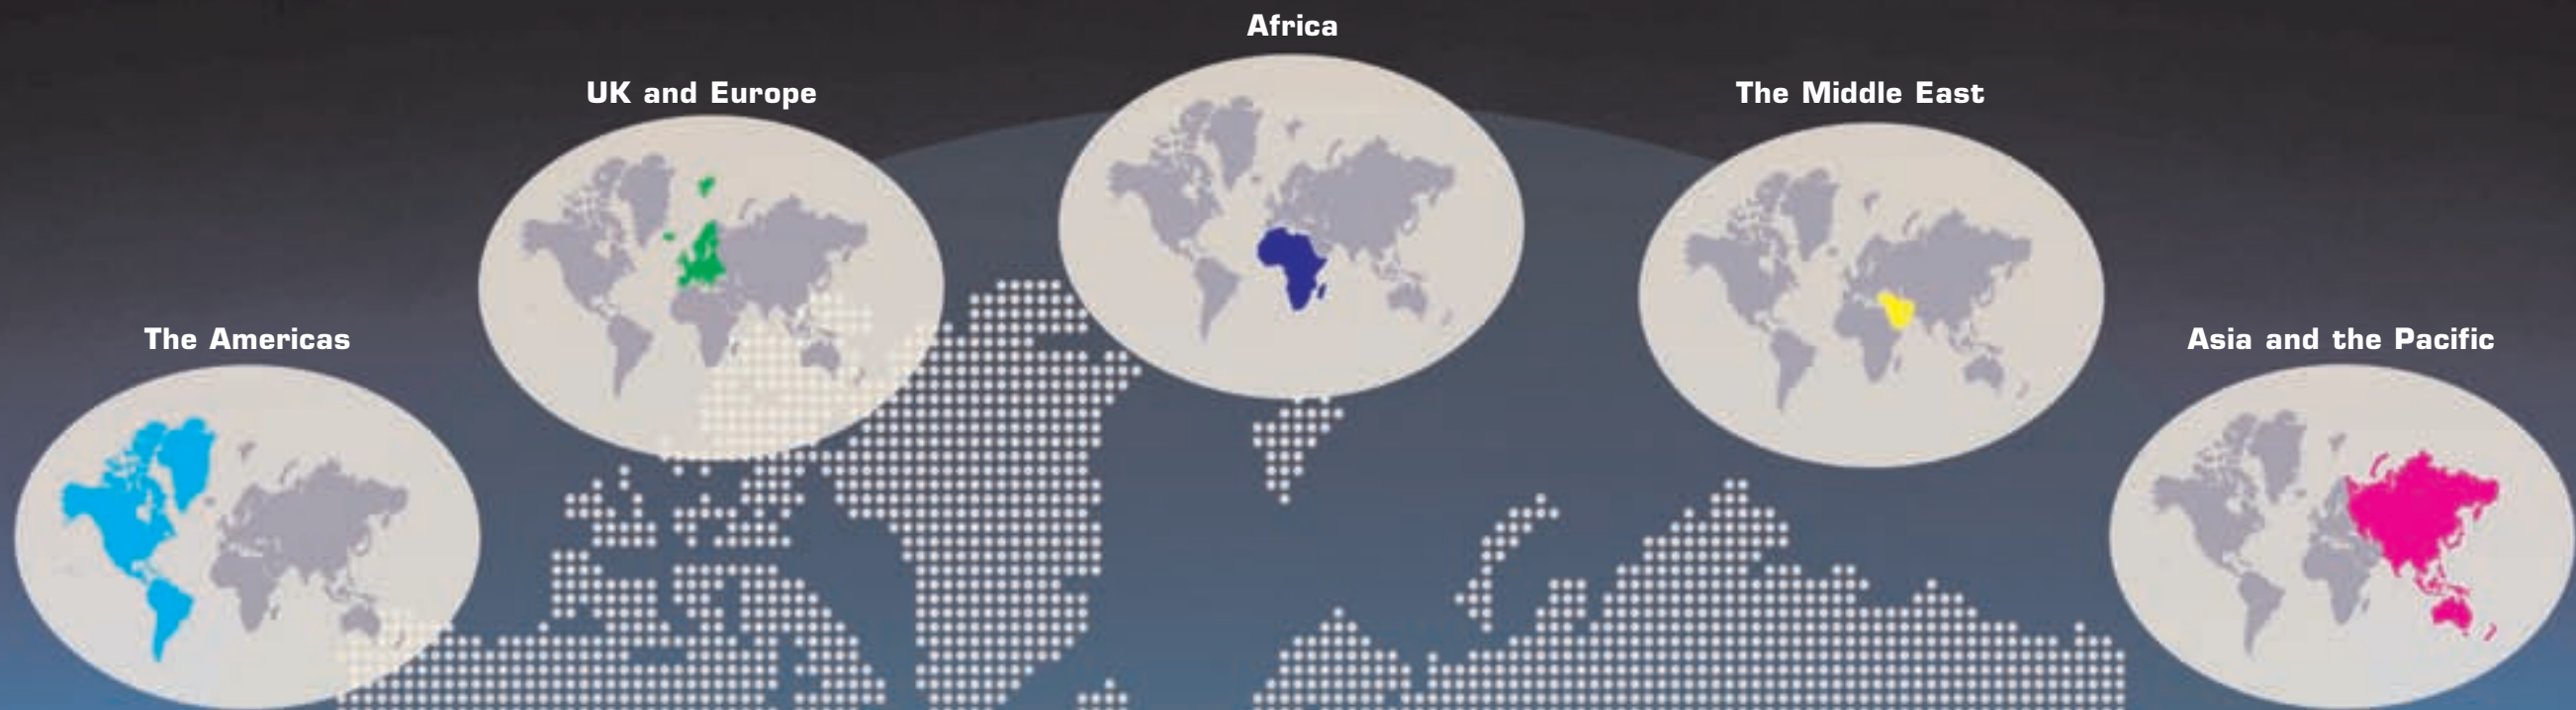 Africa
UK and Europe
The Middle East
The Americas
Asia and the Pacific